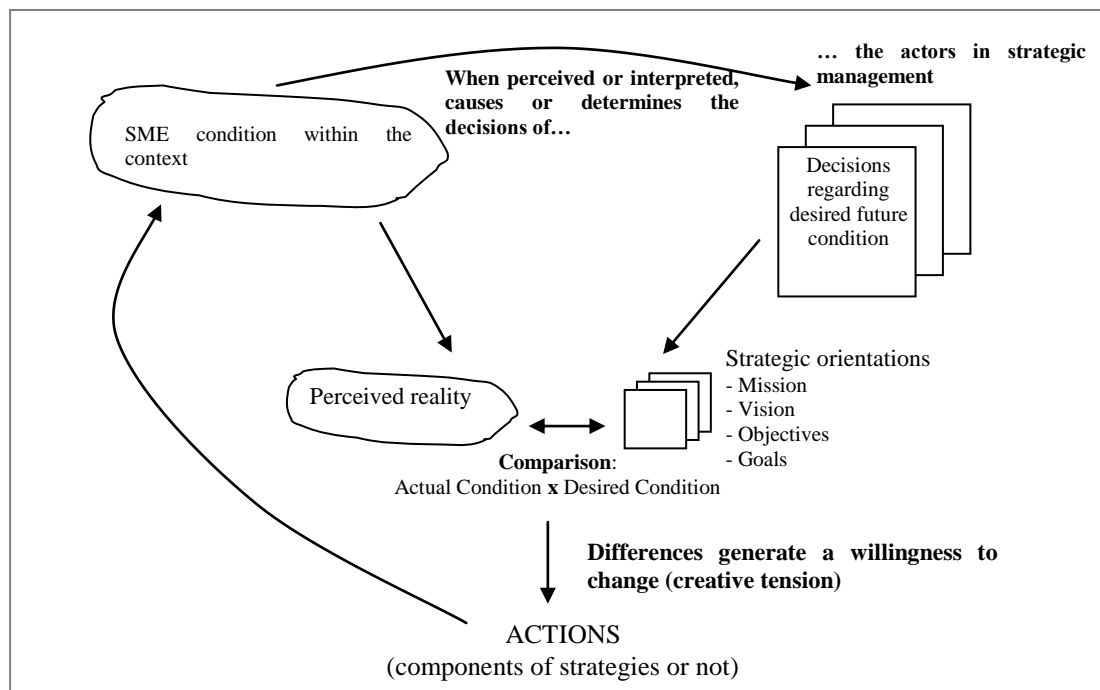 … the actors in strategic
management
When perceived or interpreted,
causes or determines the
decisions of…
SME condition within the
context
Decisions
regarding
desired future
condition
Perceived reality
Strategic orientations
- Mission
- Vision
- Objectives
- Goals
Comparison:
Actual Condition x Desired Condition
Differences generate a willingness to
change (creative tension)
ACTIONS
(components of strategies or not)